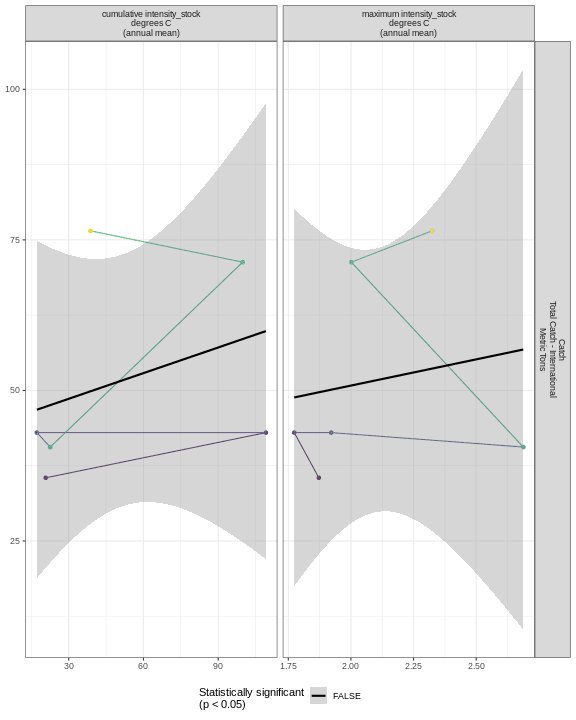 cumulative intensity_stock
degrees C
(annual mean)
maximum intensity_stock
degrees C
(annual mean)
Catch
Total Catch - International
Metric Tons
100
75
50
25
30
60
90
1.75
2.00
2.25
2.50
Statistically significant
(p < 0.05)
FALSE